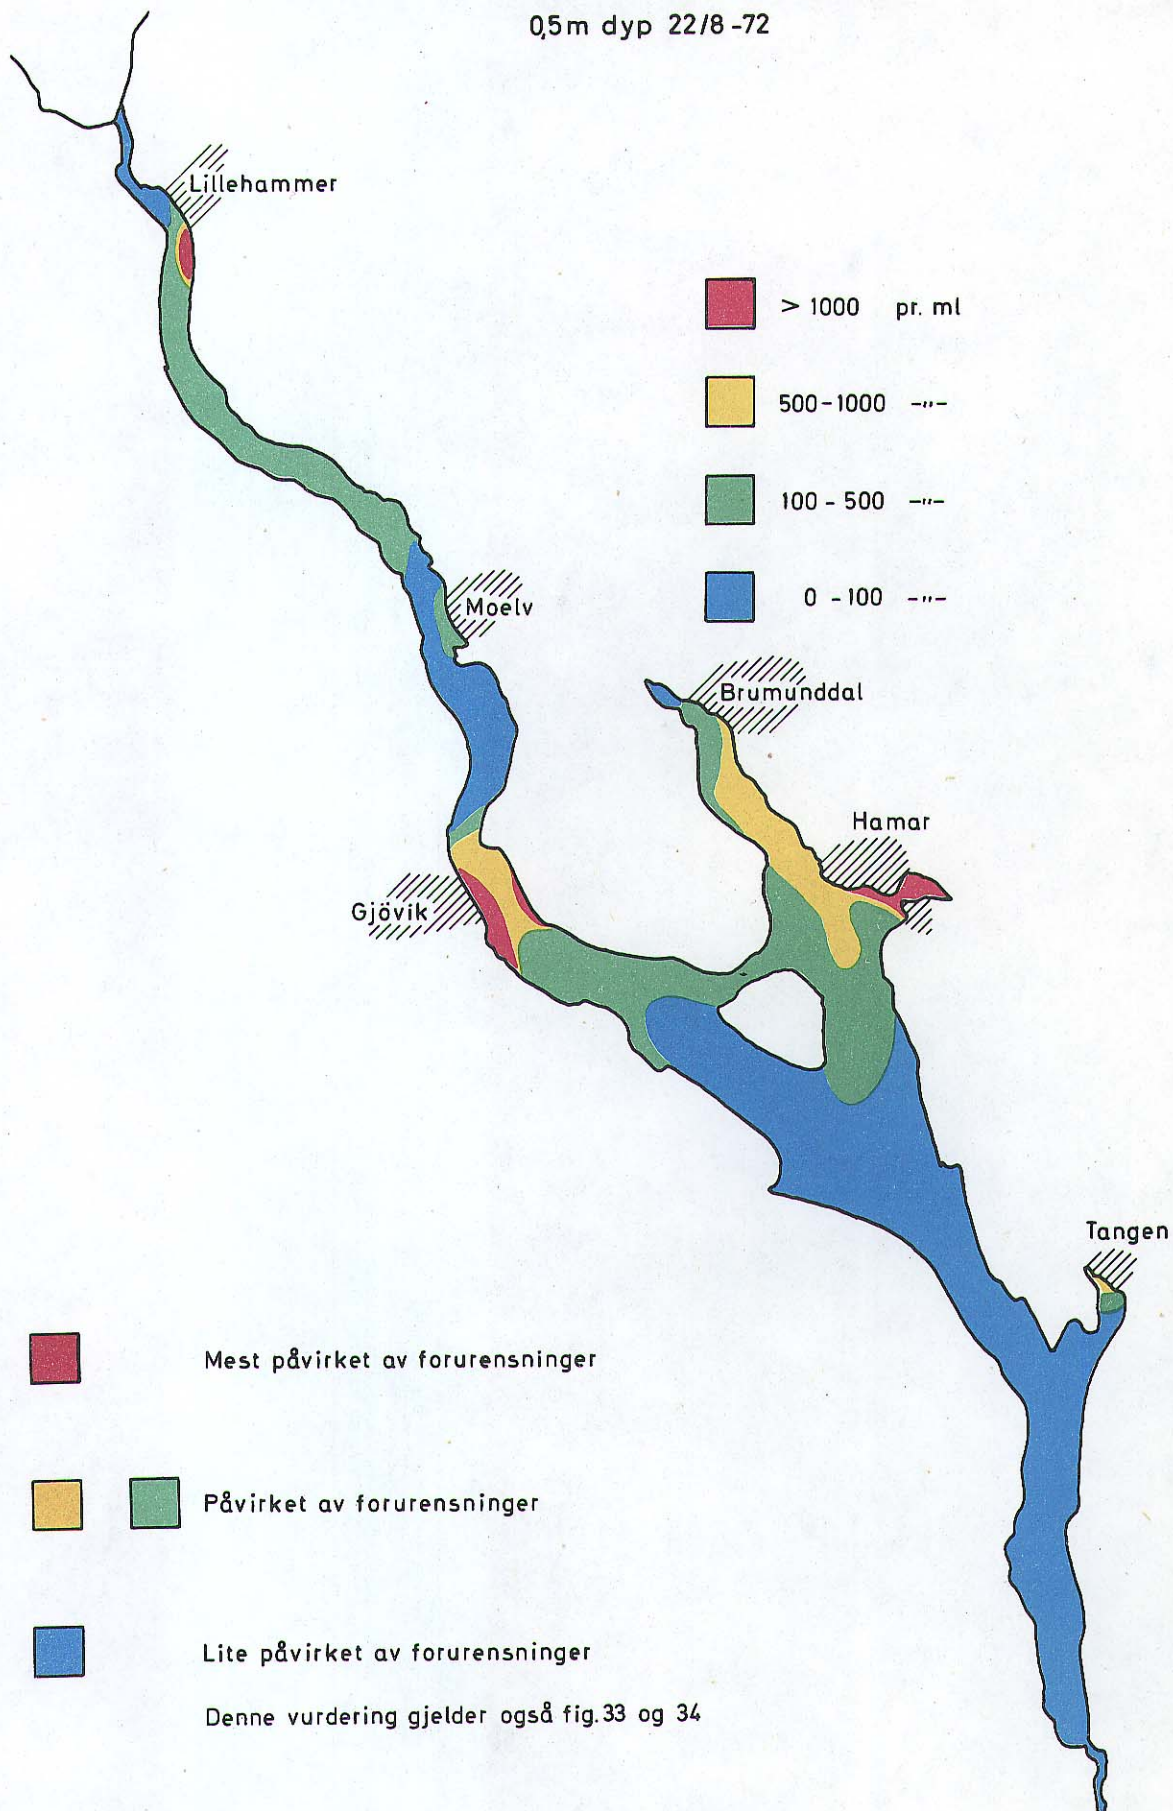 0,5m dyp 22/8-72
Lillehammer
> 1000 pr. ml
500-1000 -"-
100 - 500 -"-
0 - 100 -"-
Moelv
Brumunddal
Hamar
Gjövik
Tangen
Mest påvirket av forurensninger
Påvirket av forurensninger
Lite påvirket av forurensninger
Denne vurdering gjelder også fig.33 og 34